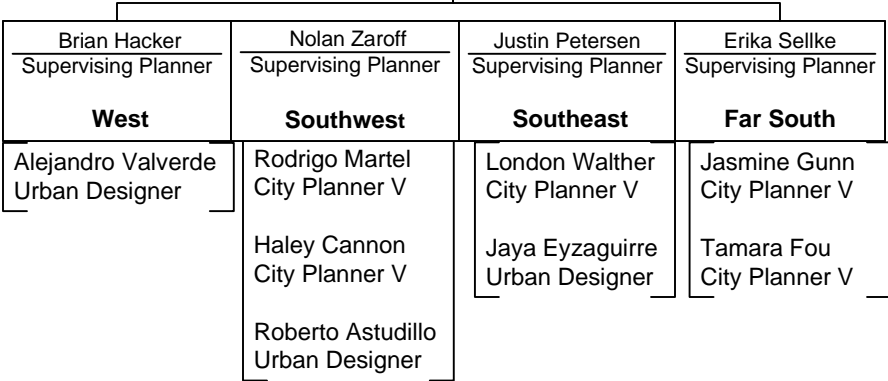 Brian Hacker
Supervising Planner
West
Alejandro Valverde
Urban Designer
Nolan Zaroff
Supervising Planner
Southwest
Rodrigo Martel
City Planner V
Haley Cannon
City Planner V
Roberto Astudillo
Urban Designer
Justin Petersen
Supervising Planner
Southeast
London Walther
City Planner V
Jaya Eyzaguirre
Urban Designer
Erika Sellke
Supervising Planner
Far South
Jasmine Gunn
City Planner V
Tamara Fou
City Planner V